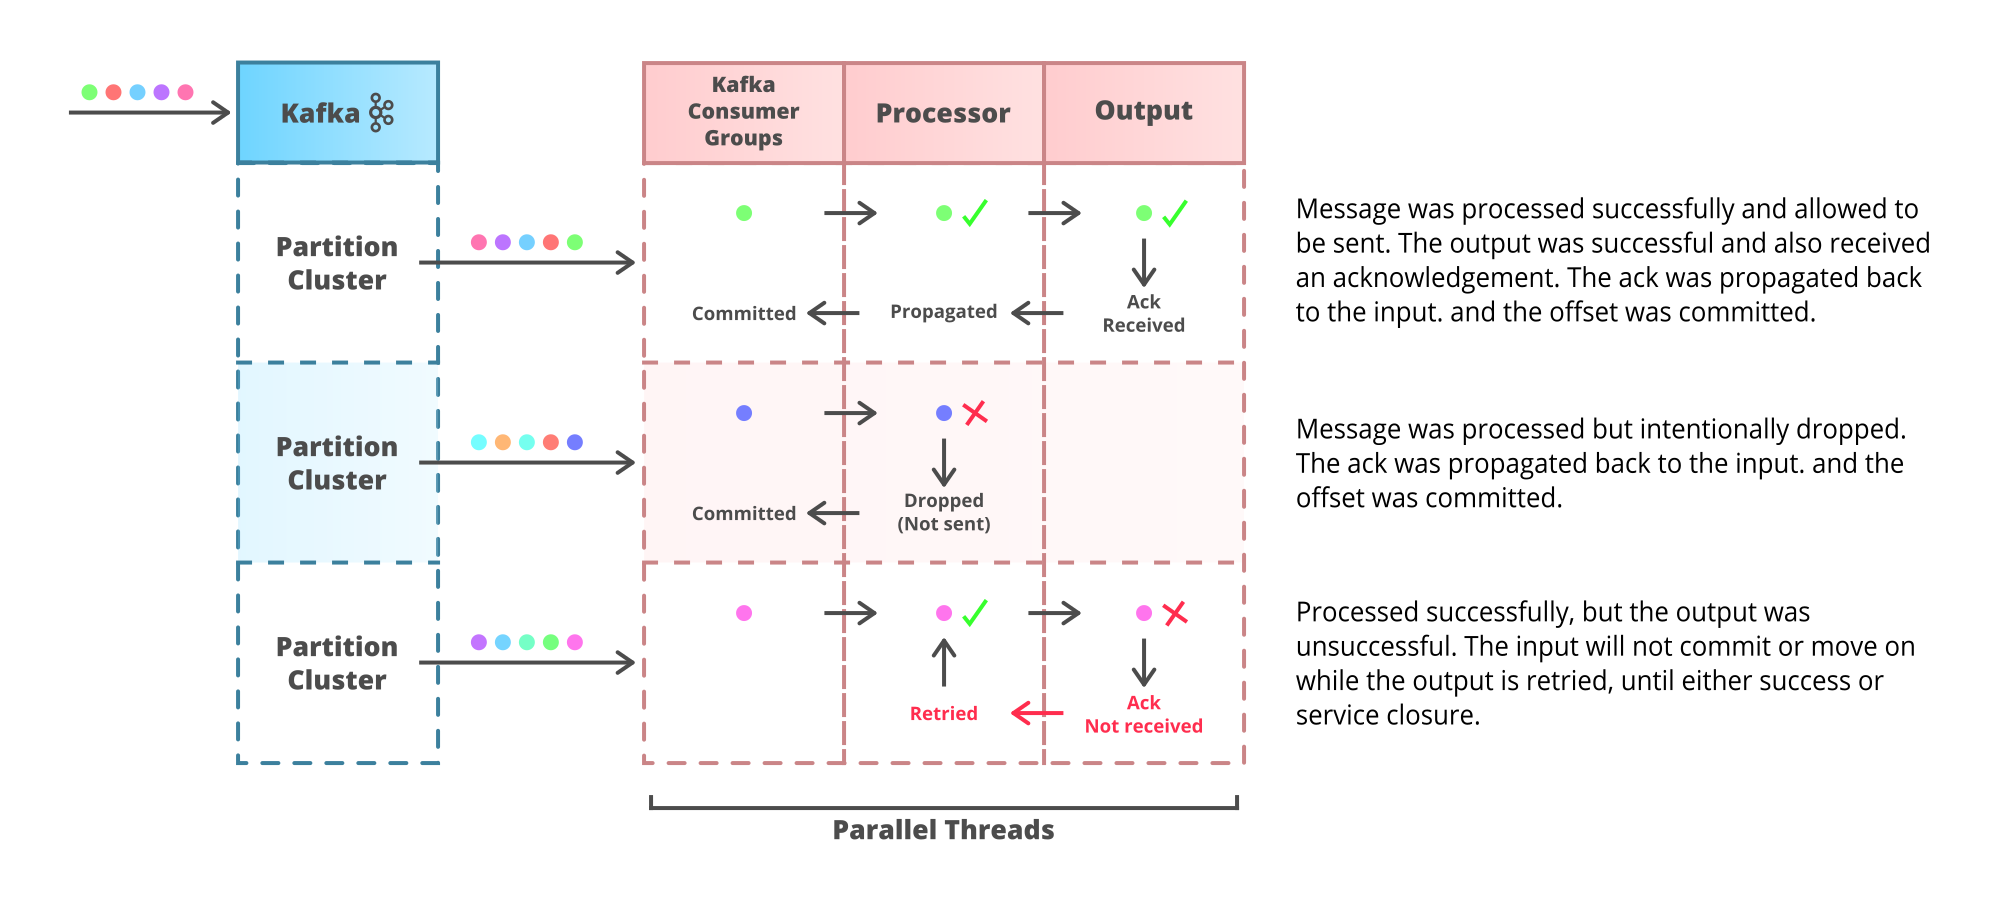 Kafka
Kafka
Consumer
Groups
Processor
Output
Partition
Cluster
Committed
Propagated
Ack
Received
Message was processed successfully and allowed to
be sent. The output was successful and also received
an acknowledgement. The ack was propagated back
to the input. and the offset was committed.
Partition
Cluster
Committed
Dropped
(Not sent)
Message was processed but intentionally dropped.
The ack was propagated back to the input. and the
offset was committed.
Partition
Cluster
Retried
Ack
Not received
Processed successfully, but the output was
unsuccessful. The input will not commit or move on
while the output is retried, until either success or
service closure.
Parallel Threads